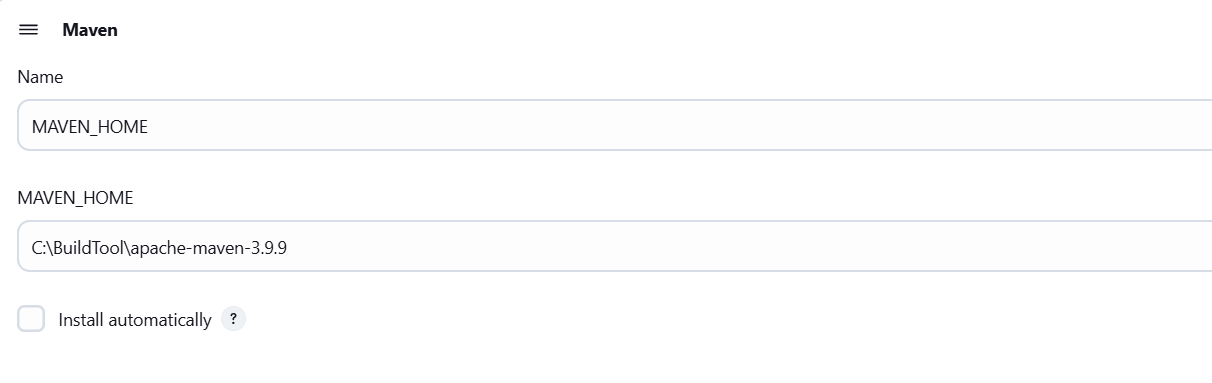 Maven
Name
MAVEN_HOME
MAVEN_HOME
C:\BuildTool\apache-maven-3.9.9
Install automatically ?